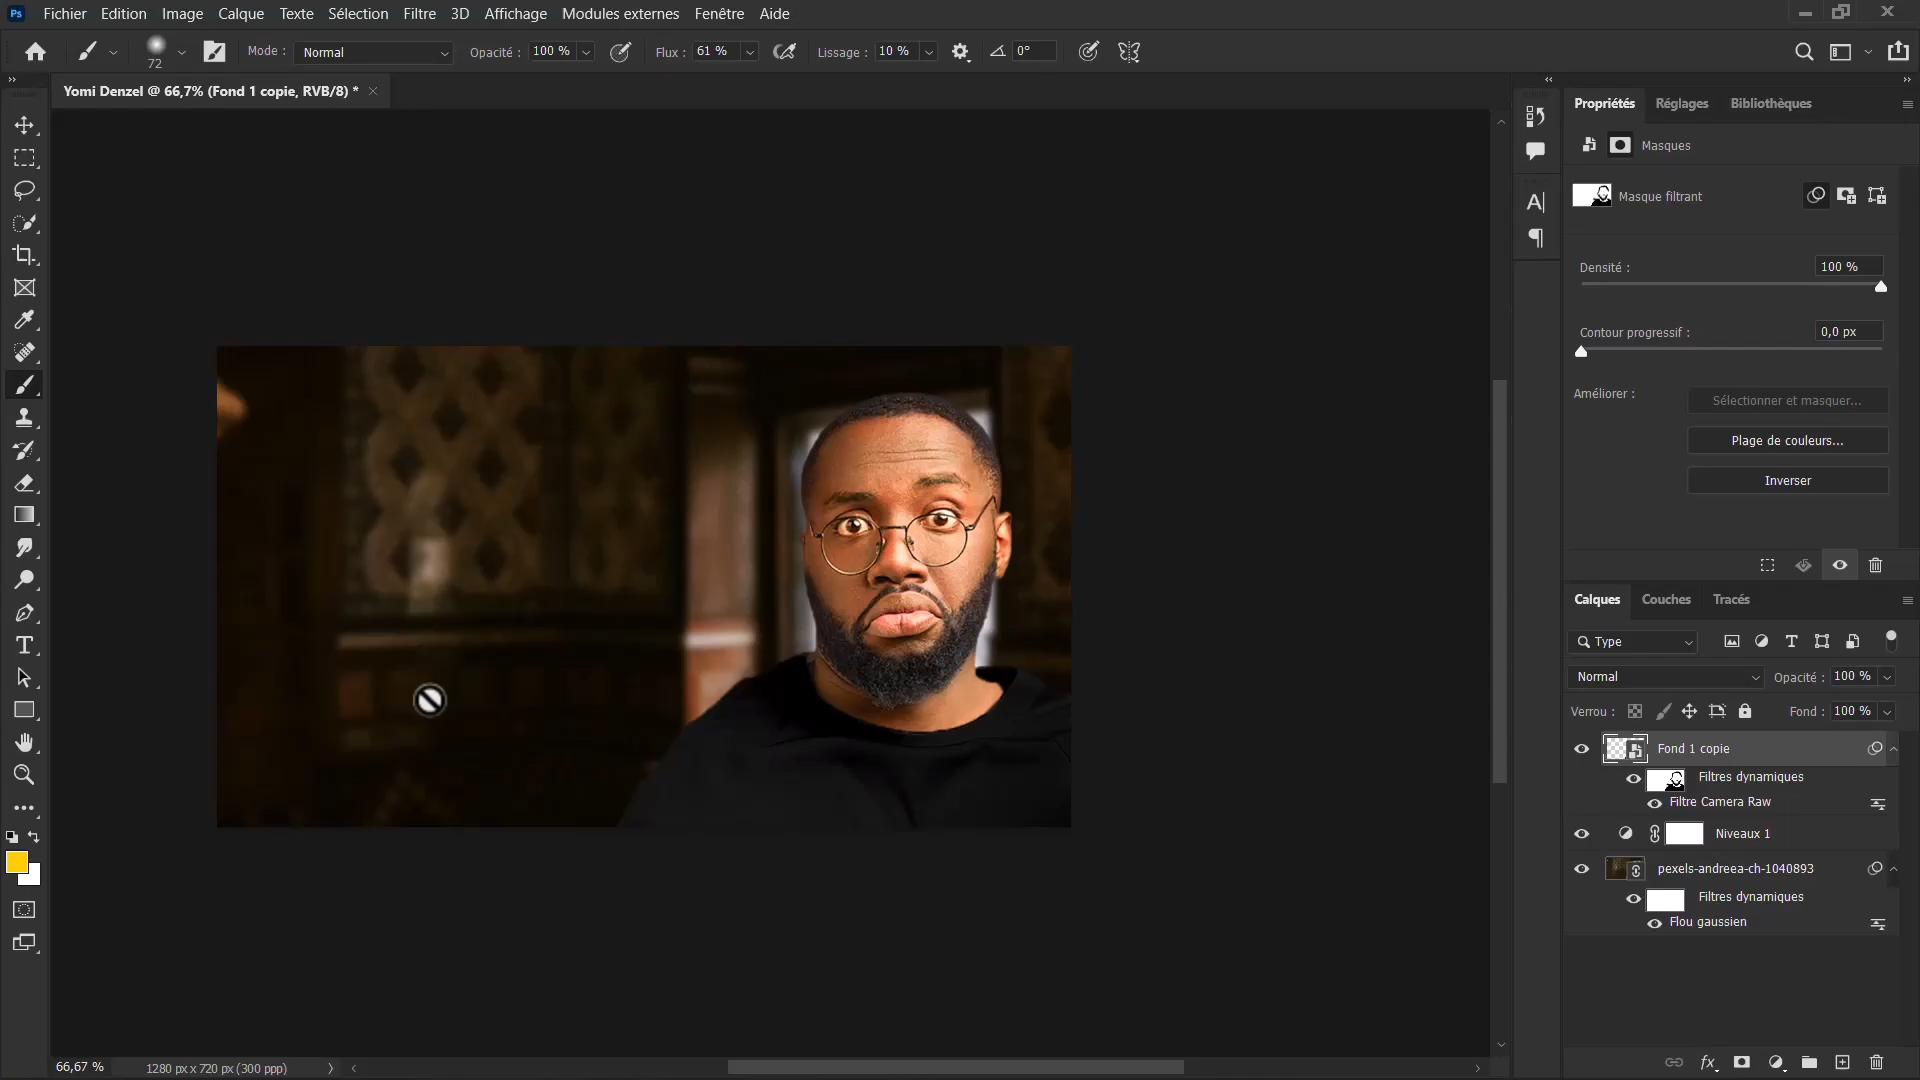 Ps Fichier Edition Image Calque Texte Sélection Filtre 3D Affichage Modules externes Fenêtre Aide
72 Mode : Normal Opacité : 100 % Flux : 61 % Lissage : 10 % 0°
Yomi Denzel @ 66,7% (Fond 1 copie, RVB/8) *
Propriétés Réglages Bibliothèques
Masques
Masque filtrant
Densité : 100 %
Contour progressif : 0,0 px
Améliorer : Sélectionner et masquer...
Plage de couleurs...
Inverser
Calques Couches Tracés
Type
Normal Opacité : 100 %
Verrou : Fond : 100 %
Fond 1 copie
Filtres dynamiques
Filtre Camera Raw
Niveaux 1
pexels-andreea-ch-1040893
Filtres dynamiques
Flou gaussien
66,67 % 1280 px x 720 px (300 ppp)